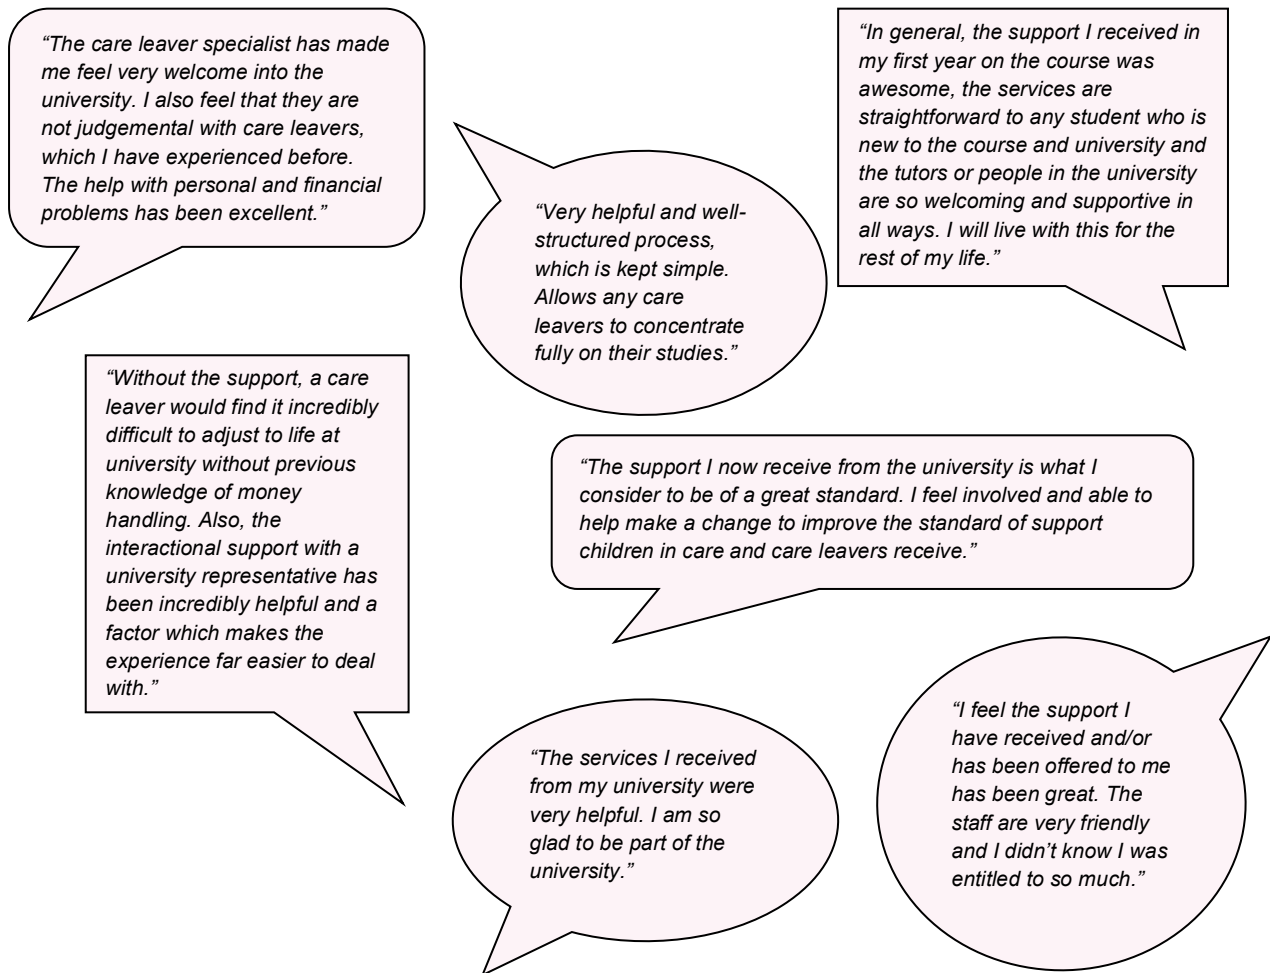 “The care leaver specialist has made
me feel very welcome into the
university. I also feel that they are
not judgemental with care leavers,
which I have experienced before.
The help with personal and financial
problems has been excellent.”
“Very helpful and well-
structured process,
which is kept simple.
Allows any care
leavers to concentrate
fully on their studies.”
“In general, the support I received in
my first year on the course was
awesome, the services are
straightforward to any student who is
new to the course and university and
the tutors or people in the university
are so welcoming and supportive in
all ways. I will live with this for the
rest of my life.”
“Without the support, a care
leaver would find it incredibly
difficult to adjust to life at
university without previous
knowledge of money
handling. Also, the
interactional support with a
university representative has
been incredibly helpful and a
factor which makes the
experience far easier to deal
with.”
“The support I now receive from the university is what I
consider to be of a great standard. I feel involved and able to
help make a change to improve the standard of support
children in care and care leavers receive.”
“The services I received
from my university were
very helpful. I am so
glad to be part of the
university.”
“I feel the support I
have received and/or
has been offered to me
has been great. The
staff are very friendly
and I didn’t know I was
entitled to so much.”